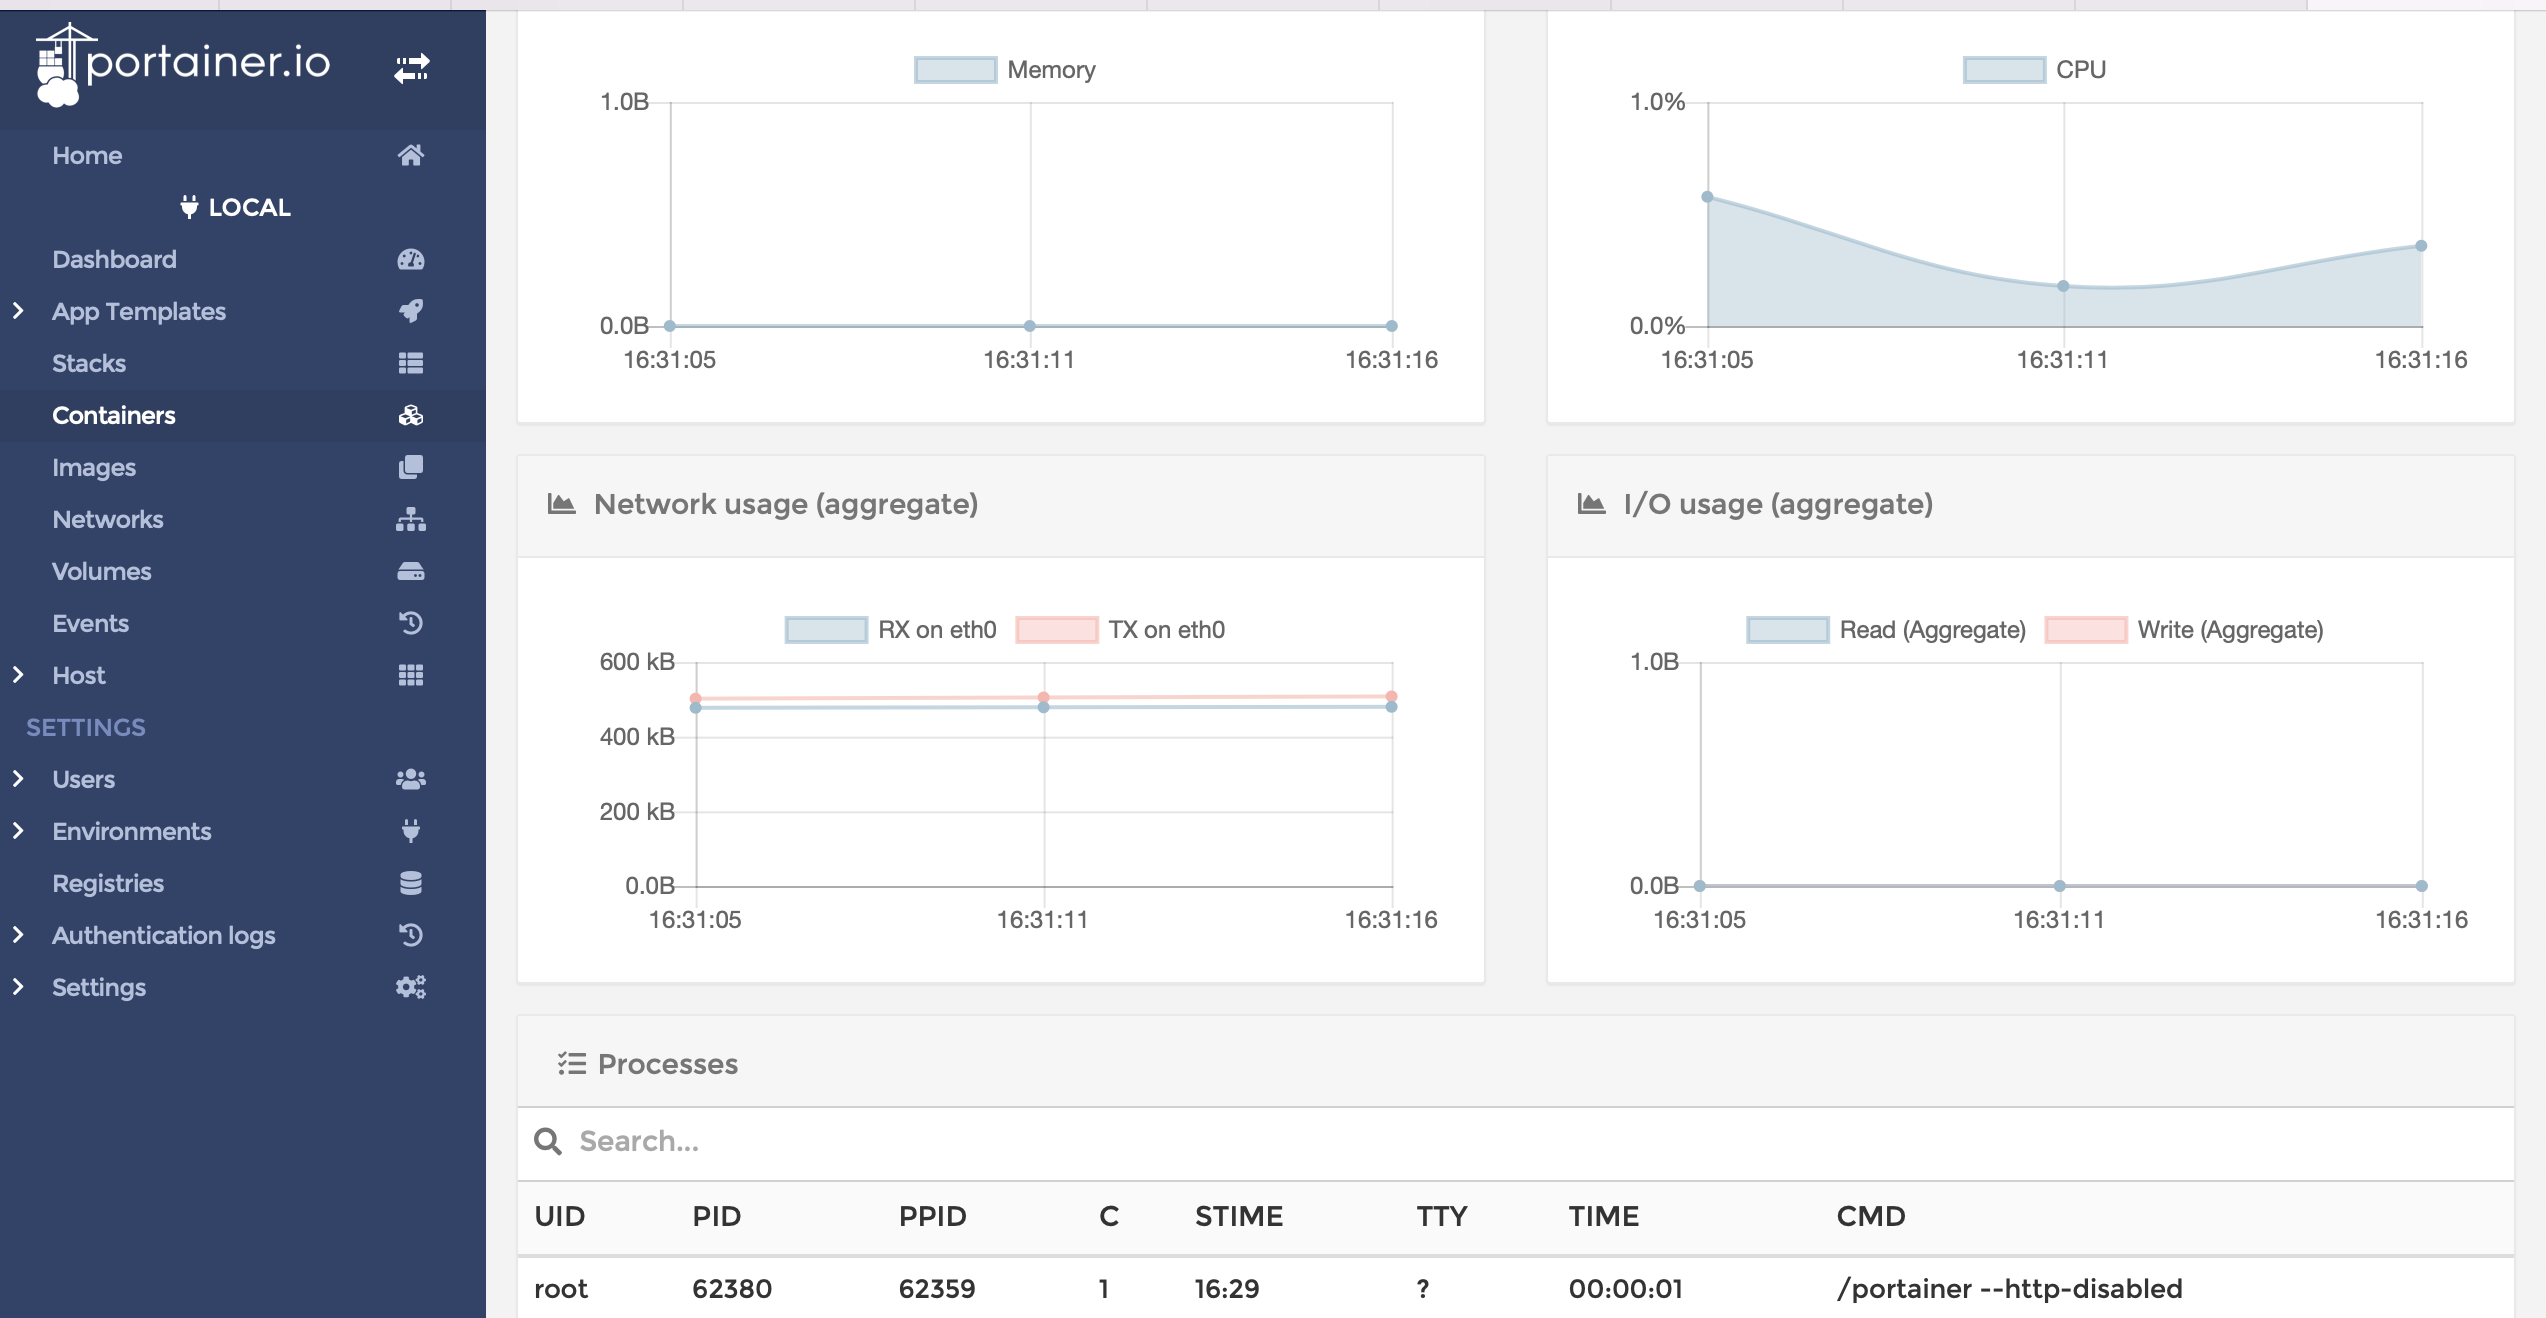 portainer.io
Home
LOCAL
Dashboard
App Templates
Stacks
Containers
Images
Networks
Volumes
Events
Host
SETTINGS
Users
Environments
Registries
Authentication logs
Settings
Memory
1.0B
0.0B
16:31:05 16:31:11 16:31:16
CPU
1.0%
0.0%
16:31:05 16:31:11 16:31:16
Network usage (aggregate)
RX on eth0 TX on eth0
600 kB
400 kB
200 kB
0.0B
16:31:05 16:31:11 16:31:16
I/O usage (aggregate)
Read (Aggregate) Write (Aggregate)
1.0B
0.0B
16:31:05 16:31:11 16:31:16
Processes
Search...
UID PID PPID C STIME TTY TIME CMD
root 62380 62359 1 16:29 ? 00:00:01 /portainer --http-disabled